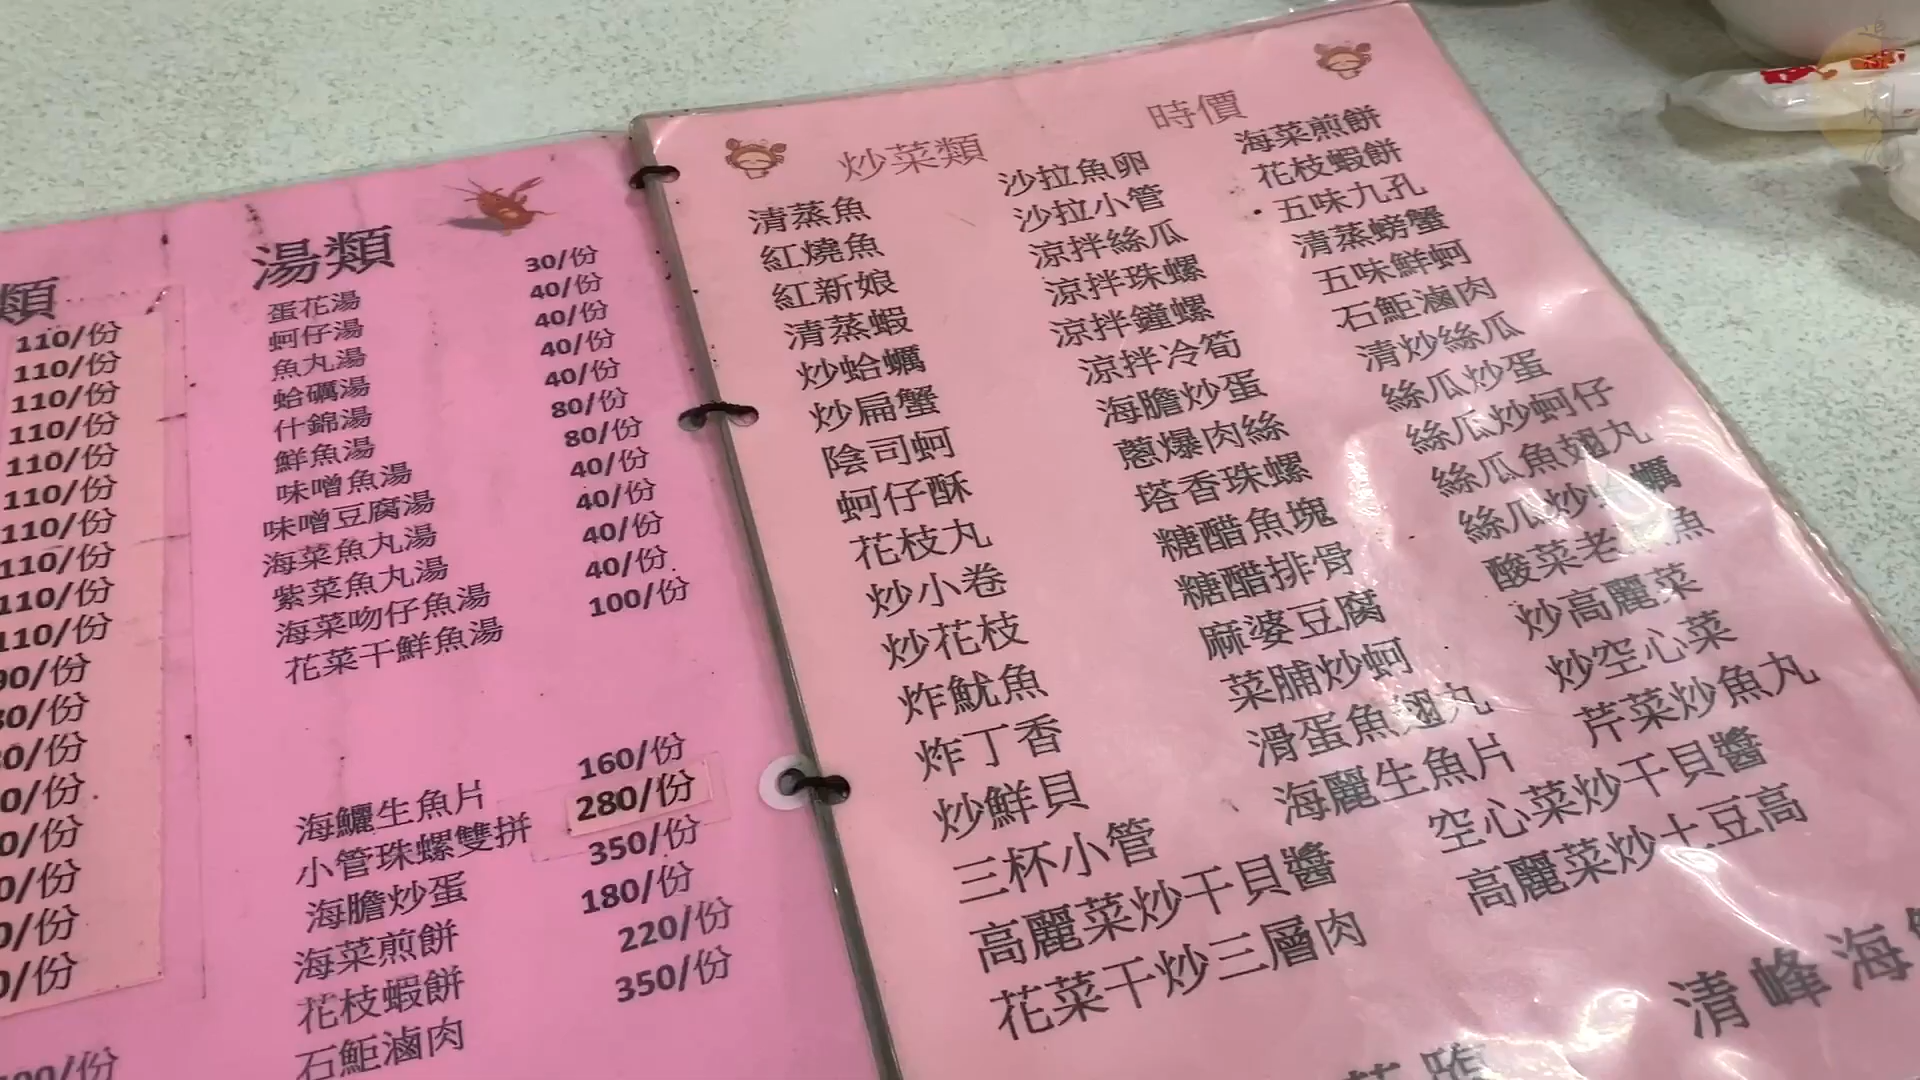 類
110/份
110/份
110/份
110/份
110/份
110/份
110/份
110/份
110/份
110/份
湯類
蛋花湯 30/份
蚵仔湯 40/份
魚丸湯 40/份
蛤礪湯 40/份
什錦湯 40/份
鮮魚湯 80/份
味噌魚湯 80/份
味噌豆腐湯 40/份
海菜魚丸湯 40/份
紫菜魚丸湯 40/份
海菜吻仔魚湯 40/份
花菜干鮮魚湯 100/份
海鱺生魚片 160/份
小管珠螺雙拼 280/份
海膽炒蛋 350/份
海菜煎餅 180/份
花枝蝦餅 220/份
石鮔滷肉 350/份
炒菜類
時價
清蒸魚
紅燒魚
紅新娘
清蒸蝦
炒蛤蠣
炒扁蟹
陰司蚵
蚵仔酥
花枝丸
炒小卷
炒花枝
炸魷魚
炸丁香
炒鮮貝
三杯小管
高麗菜炒干貝醬
花菜干炒三層肉
沙拉魚卵
沙拉小管
涼拌絲瓜
涼拌珠螺
涼拌鐘螺
涼拌冷筍
海膽炒蛋
蔥爆肉絲
塔香珠螺
糖醋魚塊
糖醋排骨
麻婆豆腐
菜脯炒蚵
滑蛋魚翅丸
海麗生魚片
海菜煎餅
花枝蝦餅
五味九孔
清蒸螃蟹
五味鮮蚵
石鮔滷肉
清炒絲瓜
絲瓜炒蛋
絲瓜炒蚵仔
絲瓜魚翅丸
絲瓜炒蛤蠣
酸菜老 魚
炒高麗菜
炒空心菜
芹菜炒魚丸
空心菜炒干貝醬
高麗菜炒土豆高
清峰海